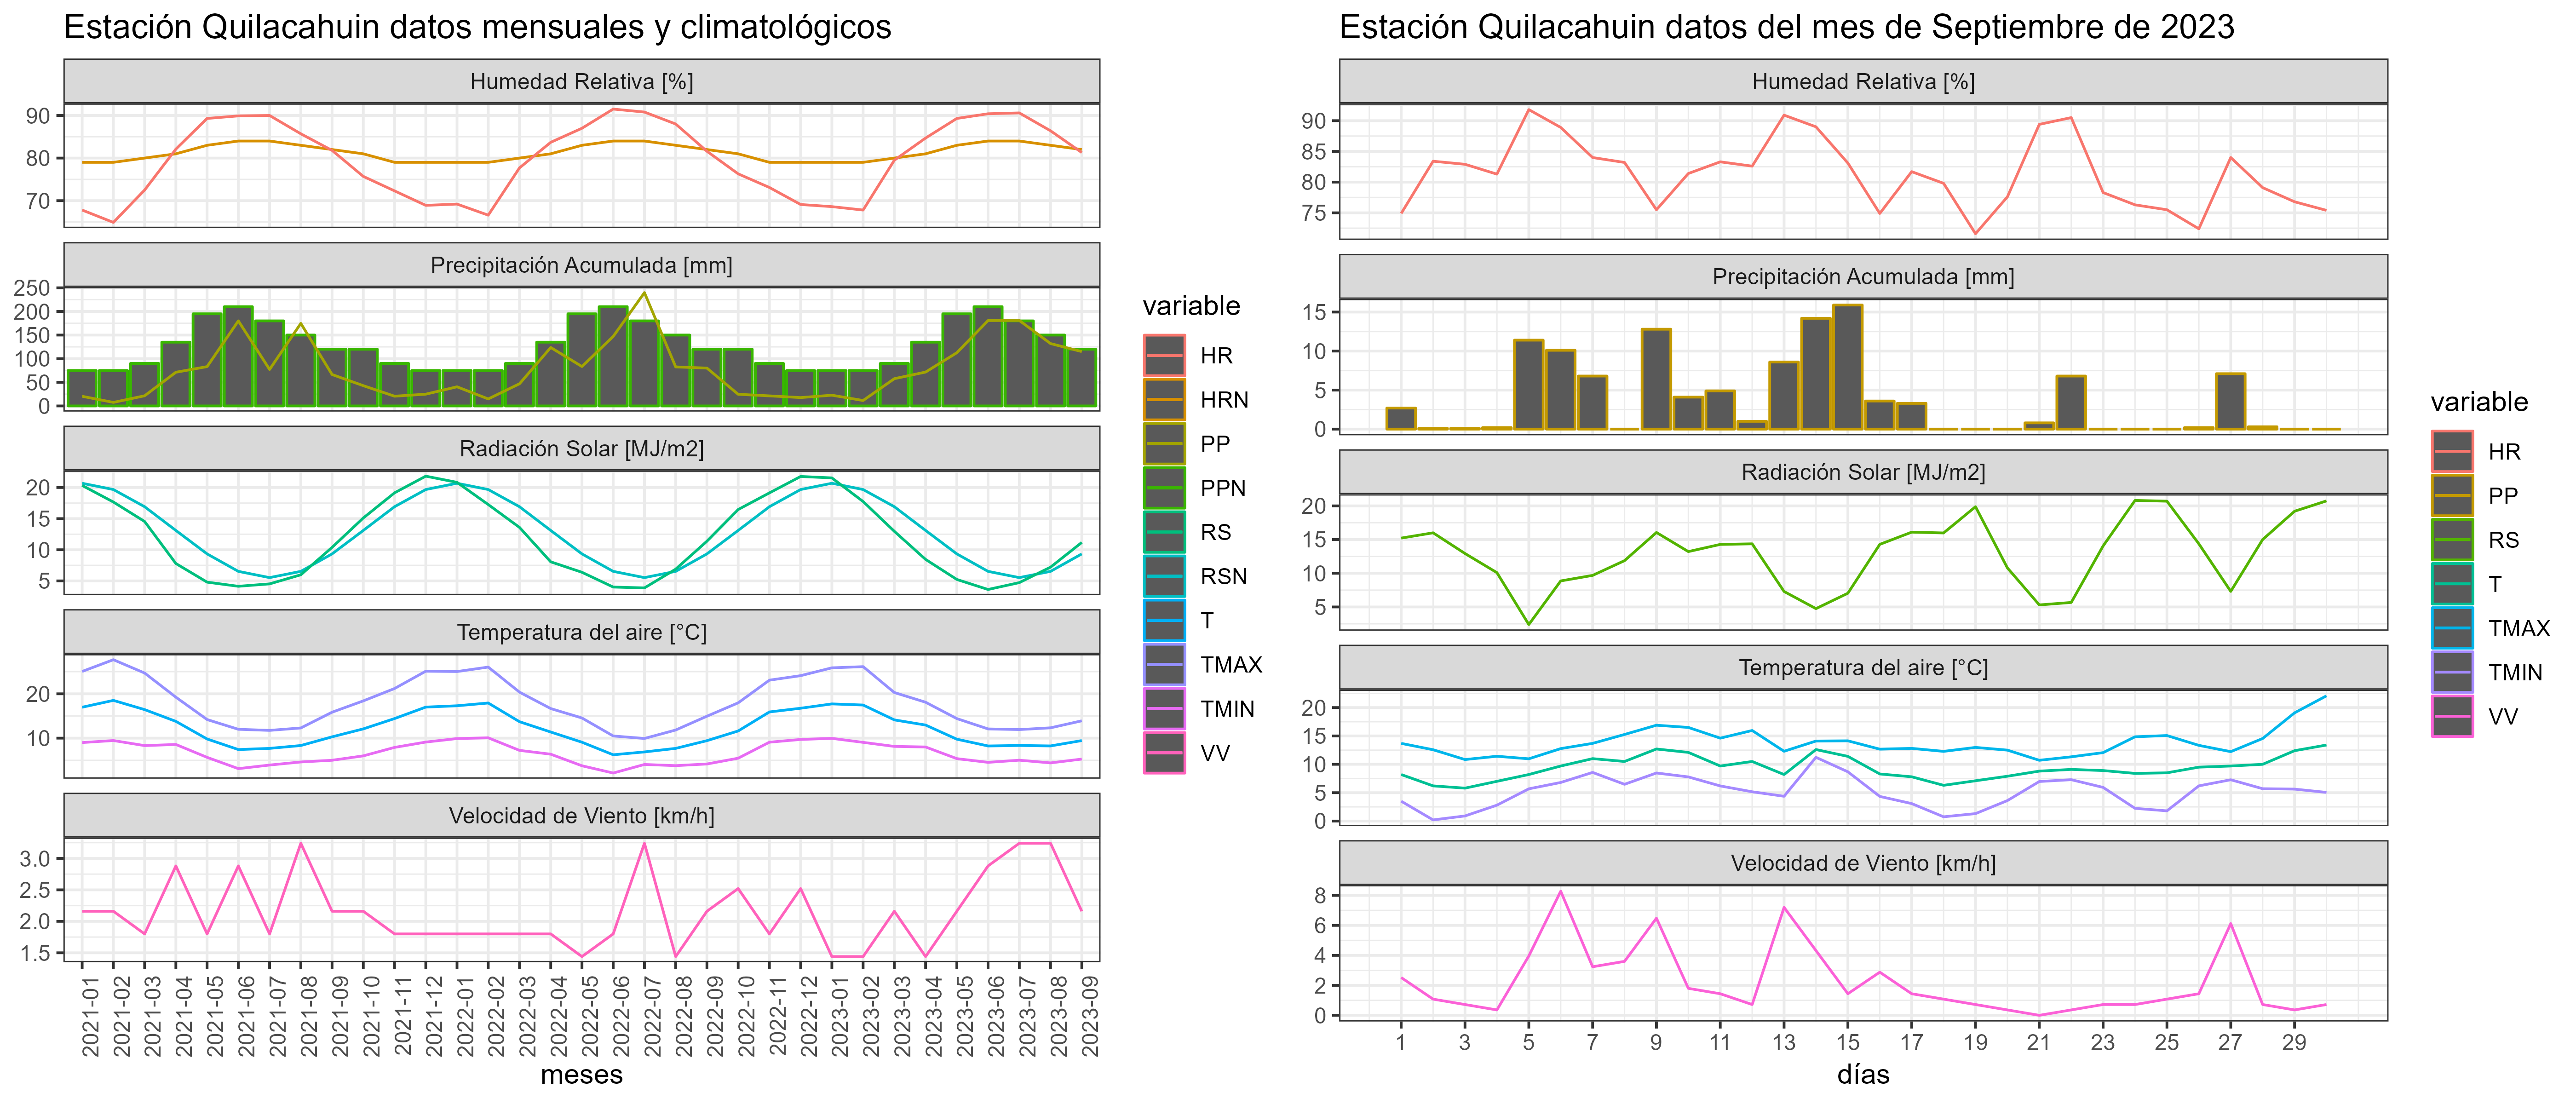 Estación Quilacahuin datos mensuales y climatológicos
Humedad Relativa [%]
90
80
70
Precipitación Acumulada [mm]
250
200
150
100
50
0
Radiación Solar [MJ/m2]
20
15
10
5
Temperatura del aire [°C]
20
10
Velocidad de Viento [km/h]
3.0
2.5
2.0
1.5
2021-01
2021-02
2021-03
2021-04
2021-05
2021-06
2021-07
2021-08
2021-09
2021-10
2021-11
2021-12
2022-01
2022-02
2022-03
2022-04
2022-05
2022-06
2022-07
2022-08
2022-09
2022-10
2022-11
2022-12
2023-01
2023-02
2023-03
2023-04
2023-05
2023-06
2023-07
2023-08
2023-09
meses
variable
HR
HRN
PP
PPN
RS
RSN
T
TMAX
TMIN
VV
Estación Quilacahuin datos del mes de Septiembre de 2023
Humedad Relativa [%]
90
85
80
75
Precipitación Acumulada [mm]
15
10
5
0
Radiación Solar [MJ/m2]
20
15
10
5
Temperatura del aire [°C]
20
15
10
5
0
Velocidad de Viento [km/h]
8
6
4
2
0
1 3 5 7 9 11 13 15 17 19 21 23 25 27 29
días
variable
HR
PP
RS
T
TMAX
TMIN
VV